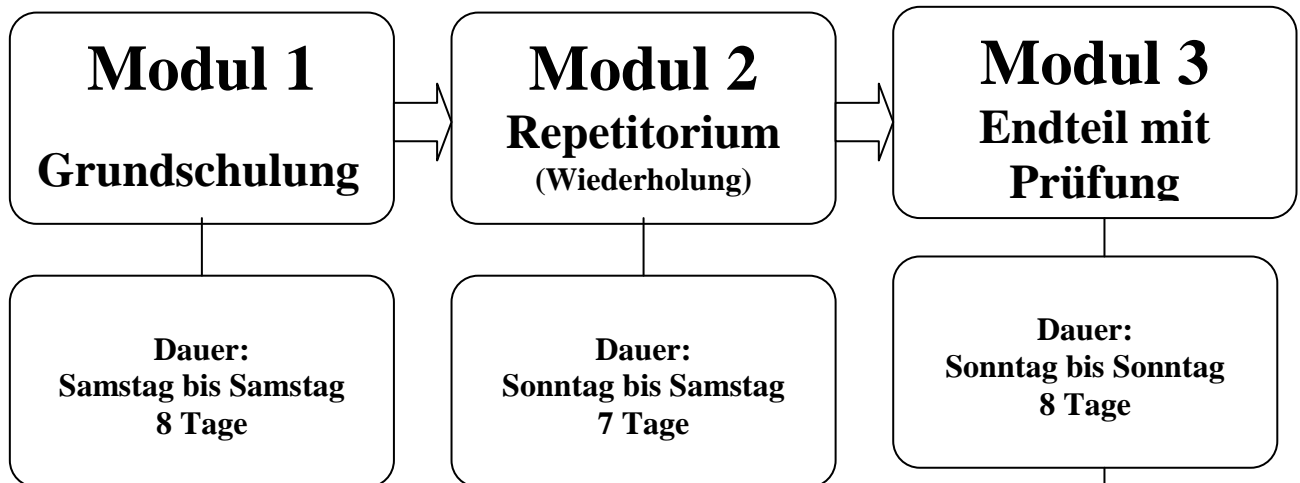 Modul 1
Grundschulung
Modul 2
Repetitorium
(Wiederholung)
Modul 3
Endteil mit
Prüfung
Dauer:
Samstag bis Samstag
8 Tage
Dauer:
Sonntag bis Samstag
7 Tage
Dauer:
Sonntag bis Sonntag
8 Tage